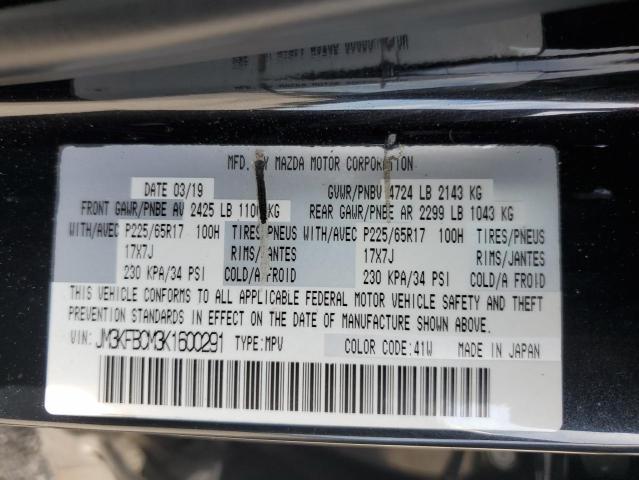 MFD. BY MAZDA MOTOR CORPORATION
DATE 03/19 GVWR/PNBV 4724 LB 2143 KG
FRONT GAWR/PNBE AV 2425 LB 1100 KG REAR GAWR/PNBE AR 2299 LB 1043 KG
WITH/AVEC P225/65R17 100H TIRES/PNEUS WITH/AVEC P225/65R17 100H TIRES/PNEUS
17X7J RIMS/JANTES 17X7J RIMS/JANTES
230 KPA/34 PSI COLD/A FROID 230 KPA/34 PSI COLD/A FROID
THIS VEHICLE CONFORMS TO ALL APPLICABLE FEDERAL MOTOR VEHICLE SAFETY AND THEFT
PREVENTION STANDARDS IN EFFECT ON THE DATE OF MANUFACTURE SHOWN ABOVE.
VIN: JM3KFBCM3K1600291 TYPE:MPV COLOR CODE:41W MADE IN JAPAN